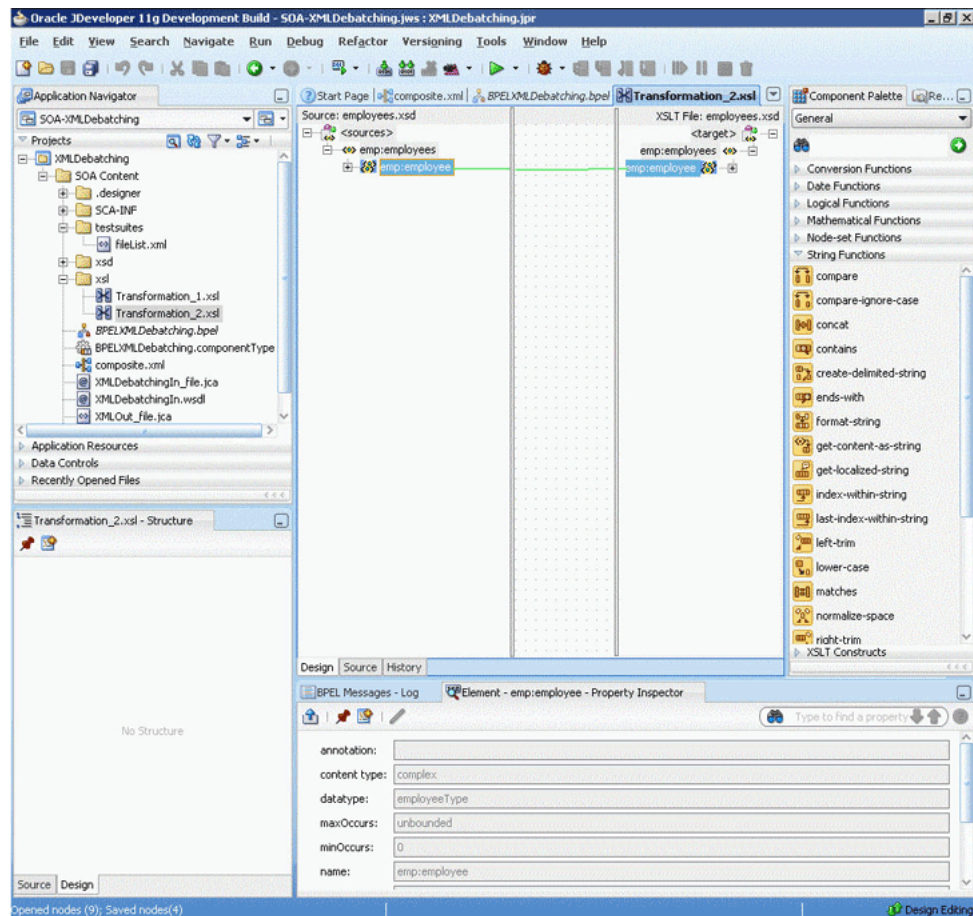 Oracle JDeveloper 11g Development Build - SOA-XMLDebatching.jws : XMLDebatching.jpr
File Edit View Search Navigate Run Debug Refactor Versioning Tools Window Help
Application Navigator
SOA-XMLDebatching
Projects
XMLDebatching
SOA Content
.designer
SCA-INF
testsuites
fileList.xml
xsd
xsl
Transformation_1.xsl
Transformation_2.xsl
BPELXMLDebatching.bpel
BPELXMLDebatching.componentType
composite.xml
XMLDebatchingIn_file.jca
XMLDebatchingIn.wsdl
XMLOut_file.jca
Application Resources
Data Controls
Recently Opened Files
Transformation_2.xsl - Structure
No Structure
Source Design
Start Page composite.xml BPELXMLDebatching.bpel Transformation_2.xsl
Source: employees.xsd XSLT File: employees.xsd
<sources> <target>
emp:employees emp:employees
emp:employee emp:employee
Design Source History
Component Palette Re...
General
Conversion Functions
Date Functions
Logical Functions
Mathematical Functions
Node-set Functions
String Functions
compare
compare-ignore-case
concat
contains
create-delimited-string
ends-with
format-string
get-content-as-string
get-localized-string
index-within-string
last-index-within-string
left-trim
lower-case
matches
normalize-space
right-trim
XSLT Constructs
BPEL Messages - Log Element - emp:employee - Property Inspector
Type to find a property
annotation:
content type: complex
datatype: employeeType
maxOccurs: unbounded
minOccurs: 0
name: emp:employee
Opened nodes (9); Saved nodes(4) Design Editing